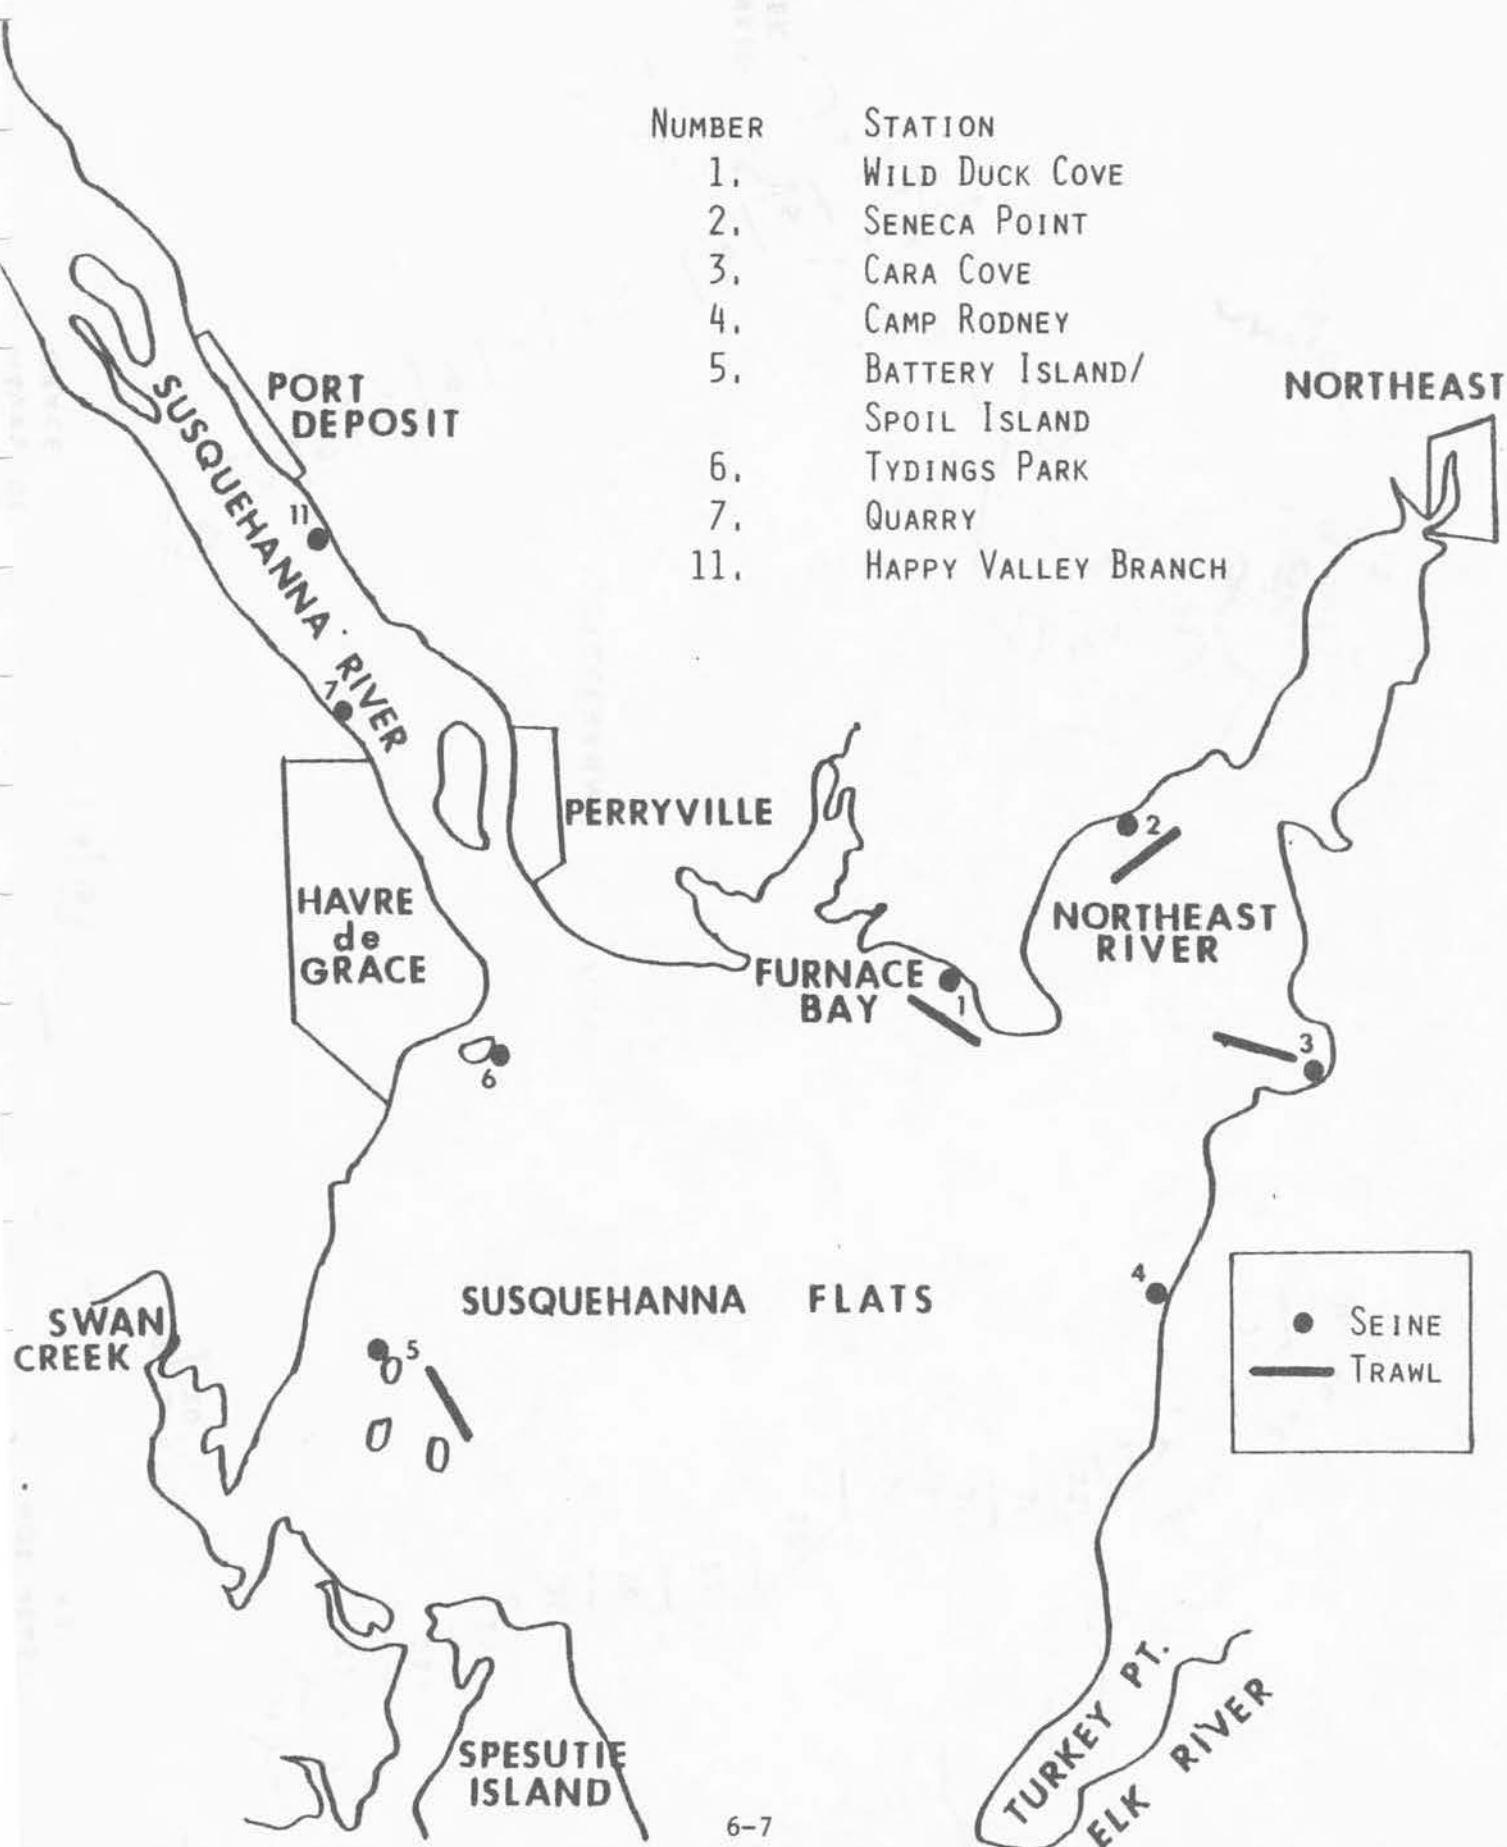 NUMBER STATION
1. WILD DUCK COVE
2. SENECA POINT
3. CARA COVE
4. CAMP RODNEY
5. BATTERY ISLAND/
SPOIL ISLAND
6. TYDINGS PARK
7. QUARRY
11. HAPPY VALLEY BRANCH
PORT
DEPOSIT
NORTHEAST
SUSQUEHANNA RIVER
11
7
PERRYVILLE
2
HAVRE
de
GRACE
NORTHEAST
RIVER
FURNACE
BAY
1
3
6
4
SUSQUEHANNA FLATS
SWAN
CREEK
5
SEINE
TRAWL
SPESUTIE
ISLAND
TURKEY PT.
ELK RIVER
6-7